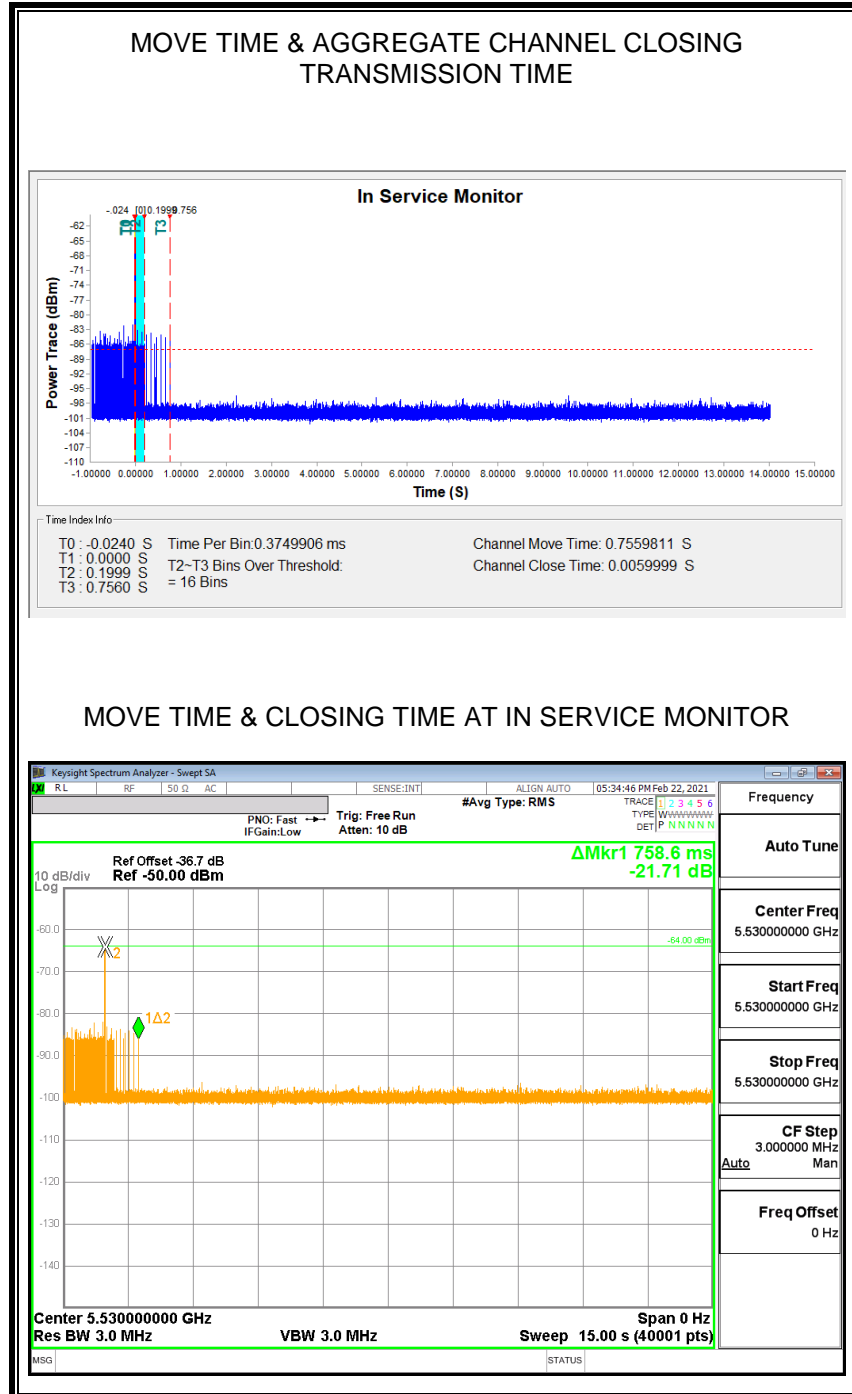 MOVE TIME & AGGREGATE CHANNEL CLOSING
TRANSMISSION TIME
In Service Monitor
-.024
T2
T3
Power Trace (dBm)
-62
-65
-68
-71
-74
-77
-80
-83
-86
-89
-92
-95
-98
-101
-104
-107
-110
-1.00000 0.00000 1.00000 2.00000 3.00000 4.00000 5.00000 6.00000 7.00000 8.00000 9.00000 10.00000 11.00000 12.00000 13.00000 14.00000 15.00000
Time (S)
Time Index Info
T0 : -0.0240 S
T1 : 0.0000 S
T2 : 0.1999 S
T3 : 0.7560 S
Time Per Bin:0.3749906 ms
T2~T3 Bins Over Threshold:
= 16 Bins
Channel Move Time: 0.7559811 S
Channel Close Time: 0.0059999 S
MOVE TIME & CLOSING TIME AT IN SERVICE MONITOR
Keysight Spectrum Analyzer - Swept SA
LXI RL RF 50 Ω AC SENSE:INT ALIGN AUTO 05:34:46 PM Feb 22, 2021
PNO: Fast
IFGain:Low
Trig: Free Run
Atten: 10 dB
#Avg Type: RMS
TRACE 1 2 3 4 5 6
TYPE WWWWWW
DET P N N N N N
Frequency
ΔMkr1 758.6 ms
-21.71 dB
Ref Offset -36.7 dB
10 dB/div Ref -50.00 dBm
Log
-60.0
-70.0
-80.0
-90.0
-100
-110
-120
-130
-140
-64.00 dBm
2
1Δ2
Auto Tune
Center Freq
5.530000000 GHz
Start Freq
5.530000000 GHz
Stop Freq
5.530000000 GHz
CF Step
3.000000 MHz
Auto Man
Freq Offset
0 Hz
Center 5.530000000 GHz Span 0 Hz
Res BW 3.0 MHz VBW 3.0 MHz Sweep 15.00 s (40001 pts)
MSG STATUS